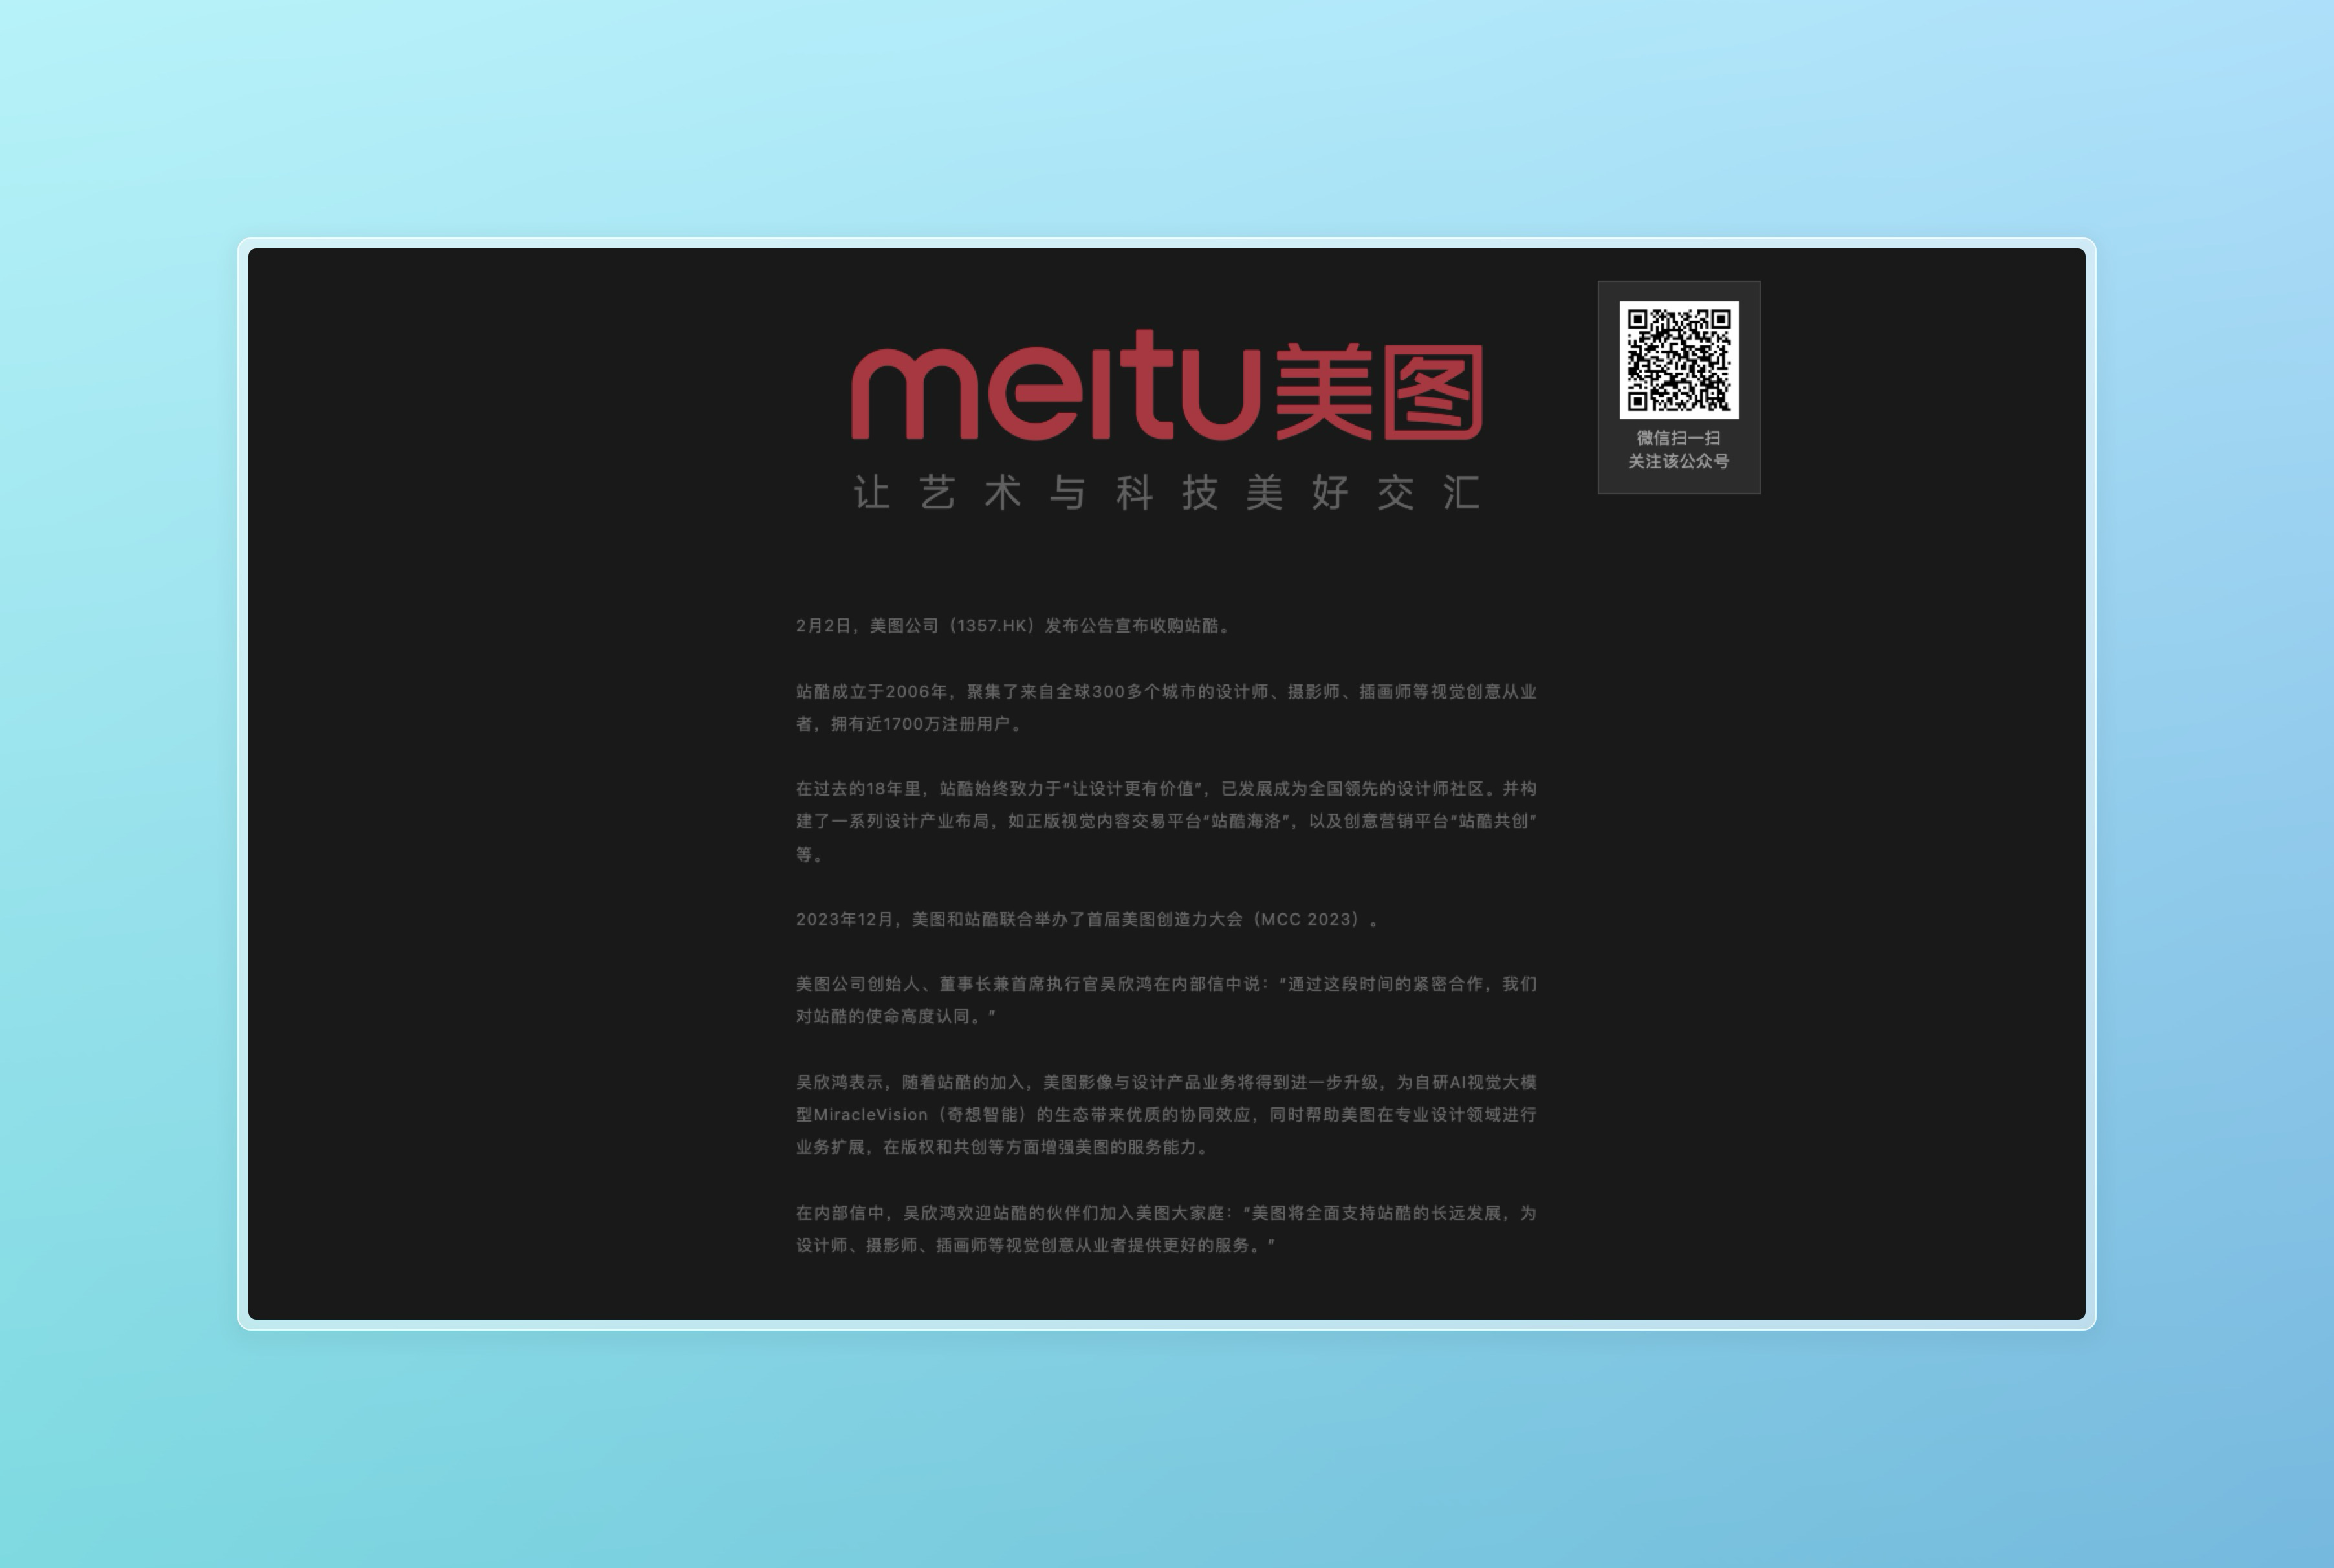 meitu美图
让艺术与科技美好交汇
微信扫一扫
关注该公众号
2月2日，美图公司（1357.HK）发布公告宣布收购站酷。
站酷成立于2006年，聚集了来自全球300多个城市的设计师、摄影师、插画师等视觉创意从业
者，拥有近1700万注册用户。
在过去的18年里，站酷始终致力于“让设计更有价值”，已发展成为全国领先的设计师社区。并构
建了一系列设计产业布局，如正版视觉内容交易平台“站酷海洛”，以及创意营销平台“站酷共创”
等。
2023年12月，美图和站酷联合举办了首届美图创造力大会（MCC 2023）。
美图公司创始人、董事长兼首席执行官吴欣鸿在内部信中说：“通过这段时间的紧密合作，我们
对站酷的使命高度认同。”
吴欣鸿表示，随着站酷的加入，美图影像与设计产品业务将得到进一步升级，为自研AI视觉大模
型MiracleVision（奇想智能）的生态带来优质的协同效应，同时帮助美图在专业设计领域进行
业务扩展，在版权和共创等方面增强美图的服务能力。
在内部信中，吴欣鸿欢迎站酷的伙伴们加入美图大家庭：“美图将全面支持站酷的长远发展，为
设计师、摄影师、插画师等视觉创意从业者提供更好的服务。”